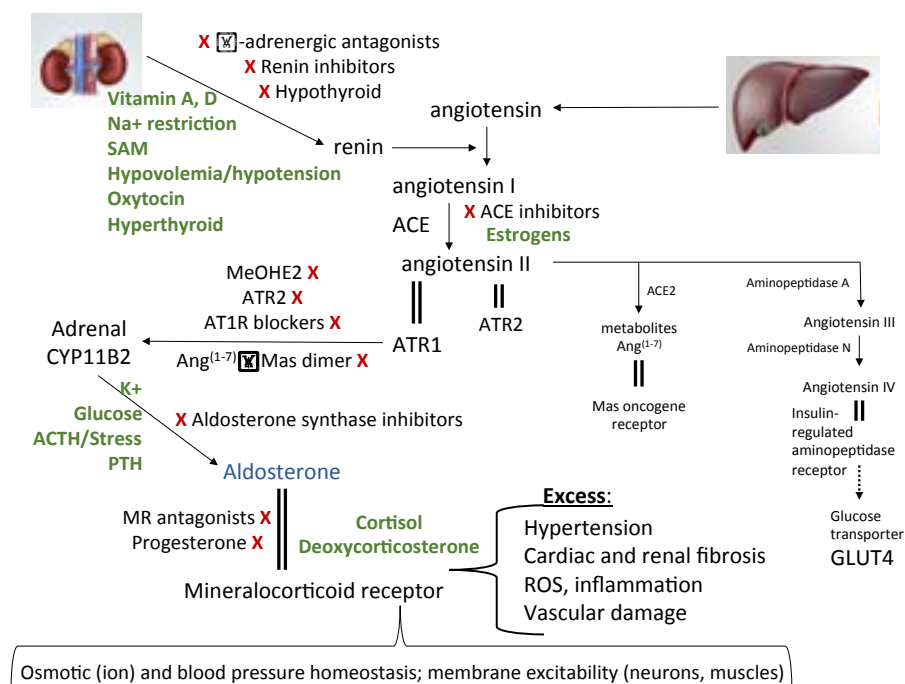 X -adrenergic antagonists
X Renin inhibitors
X Hypothyroid
Vitamin A, D
Na+ restriction
SAM
Hypovolemia/hypotension
Oxytocin
Hyperthyroid
renin
angiotensin
angiotensin I
ACE
X ACE inhibitors
Estrogens
angiotensin II
MeOHE2 X
ATR2 X
AT1R blockers X
Ang(1-7) Mas dimer X
ATR1
ATR2
ACE2
metabolites
Ang(1-7)
Mas oncogene
receptor
Aminopeptidase A
Angiotensin III
Aminopeptidase N
Angiotensin IV
Insulin-
regulated
aminopeptidase
receptor
Glucose
transporter
GLUT4
Adrenal
CYP11B2
K+
Glucose
ACTH/Stress
PTH
X Aldosterone synthase inhibitors
Aldosterone
MR antagonists X
Progesterone X
Cortisol
Deoxycorticosterone
Mineralocorticoid receptor
Excess:
Hypertension
Cardiac and renal fibrosis
ROS, inflammation
Vascular damage
Osmotic (ion) and blood pressure homeostasis; membrane excitability (neurons, muscles)